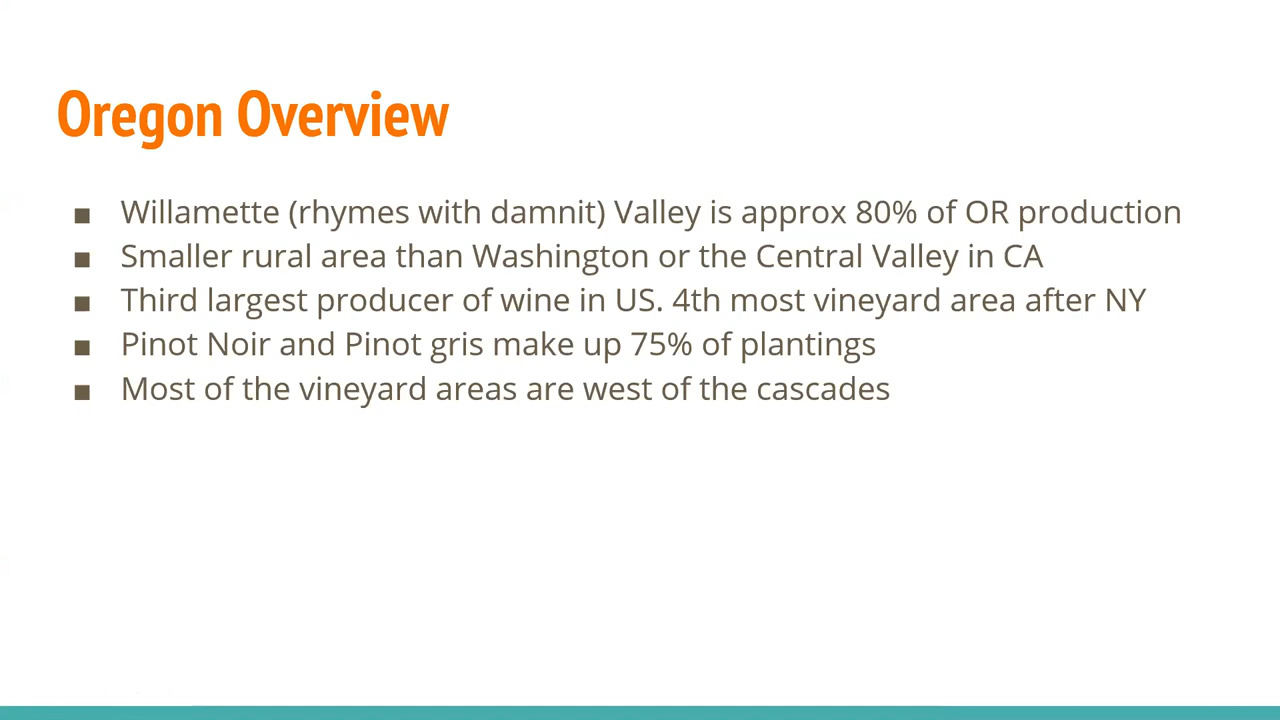 Oregon Overview
■ Willamette (rhymes with damnit) Valley is approx 80% of OR production
■ Smaller rural area than Washington or the Central Valley in CA
■ Third largest producer of wine in US. 4th most vineyard area after NY
■ Pinot Noir and Pinot gris make up 75% of plantings
■ Most of the vineyard areas are west of the cascades